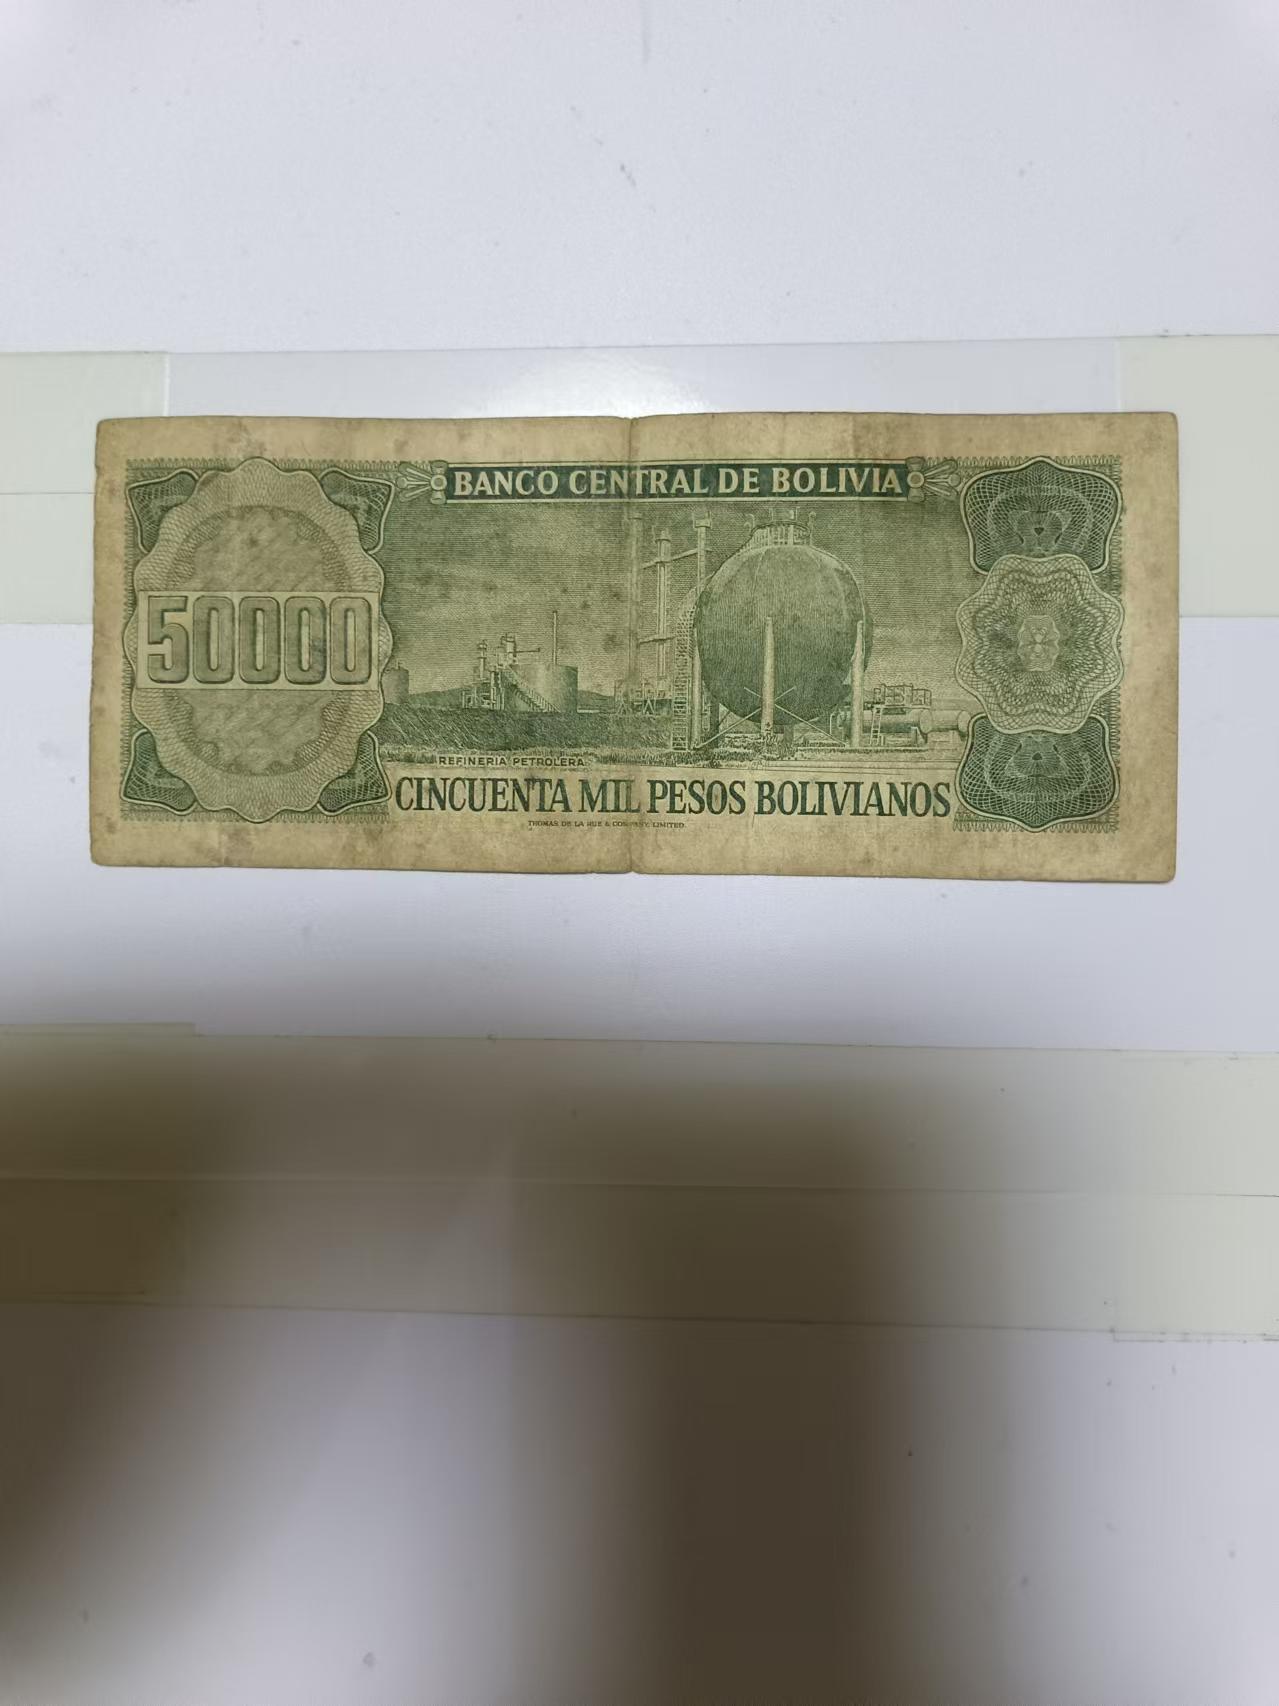 BANCO CENTRAL DE BOLIVIA
50000
REFINERIA PETROLERA
CINCUENTA MIL PESOS BOLIVIANOS
THOMAS DE LA RUE & COMPANY, LIMITED.